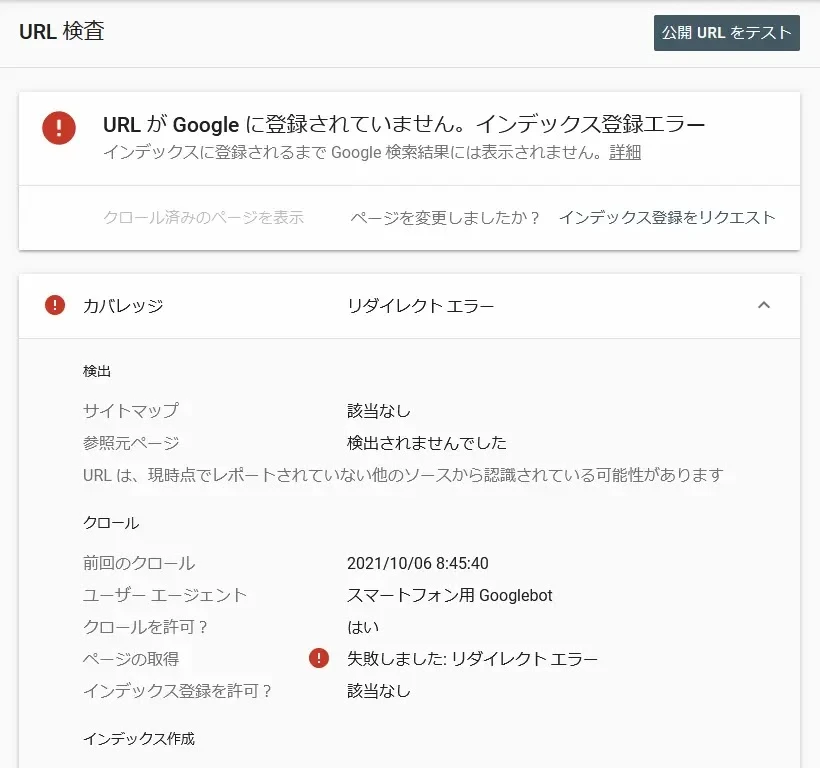 URL 検査
公開 URL をテスト
URL が Google に登録されていません。インデックス登録エラー
インデックスに登録されるまで Google 検索結果には表示されません。詳細
クロール済みのページを表示 ページを変更しましたか？ インデックス登録をリクエスト
カバレッジ リダイレクト エラー
検出
サイトマップ 該当なし
参照元ページ 検出されませんでした
URL は、現時点でレポートされていない他のソースから認識されている可能性があります
クロール
前回のクロール 2021/10/06 8:45:40
ユーザー エージェント スマートフォン用 Googlebot
クロールを許可？ はい
ページの取得 失敗しました: リダイレクト エラー
インデックス登録を許可？ 該当なし
インデックス作成